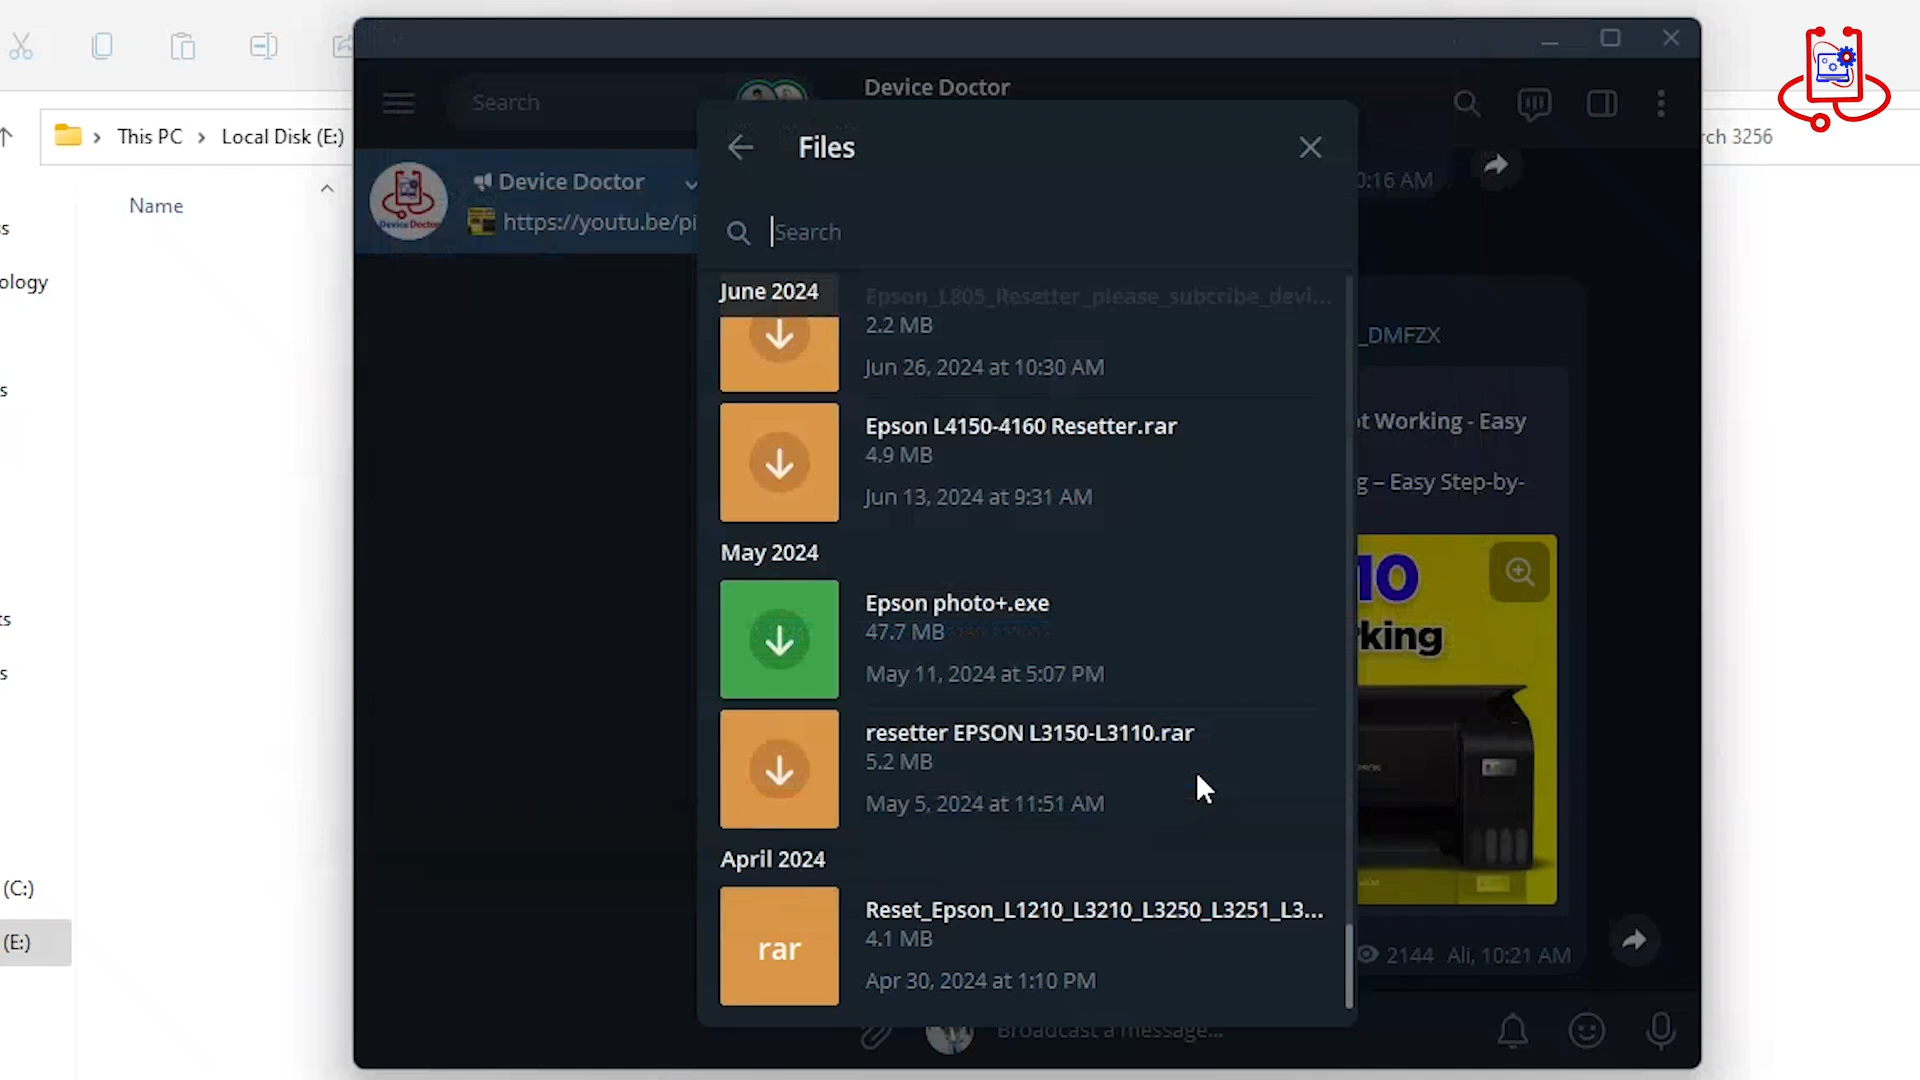 This PC > Local Disk (E:)
rch 3256
Name
s
ology
s
ts
s
(C:)
(E:)
Search
Device Doctor
Device Doctor
https://youtu.be/pi
Device Doctor
Files
Search
June 2024
Epson_L805_Resetter_please_subcribe_devi...
2.2 MB
Jun 26, 2024 at 10:30 AM
Epson L4150-4160 Resetter.rar
4.9 MB
Jun 13, 2024 at 9:31 AM
May 2024
Epson photo+.exe
47.7 MB
May 11, 2024 at 5:07 PM
resetter EPSON L3150-L3110.rar
5.2 MB
May 5, 2024 at 11:51 AM
April 2024
rar
Reset_Epson_L1210_L3210_L3250_L3251_L3...
4.1 MB
Apr 30, 2024 at 1:10 PM
0:16 AM
_DMFZX
t Working - Easy
g – Easy Step-by-
10
king
2144 Ali, 10:21 AM
Broadcast a message...